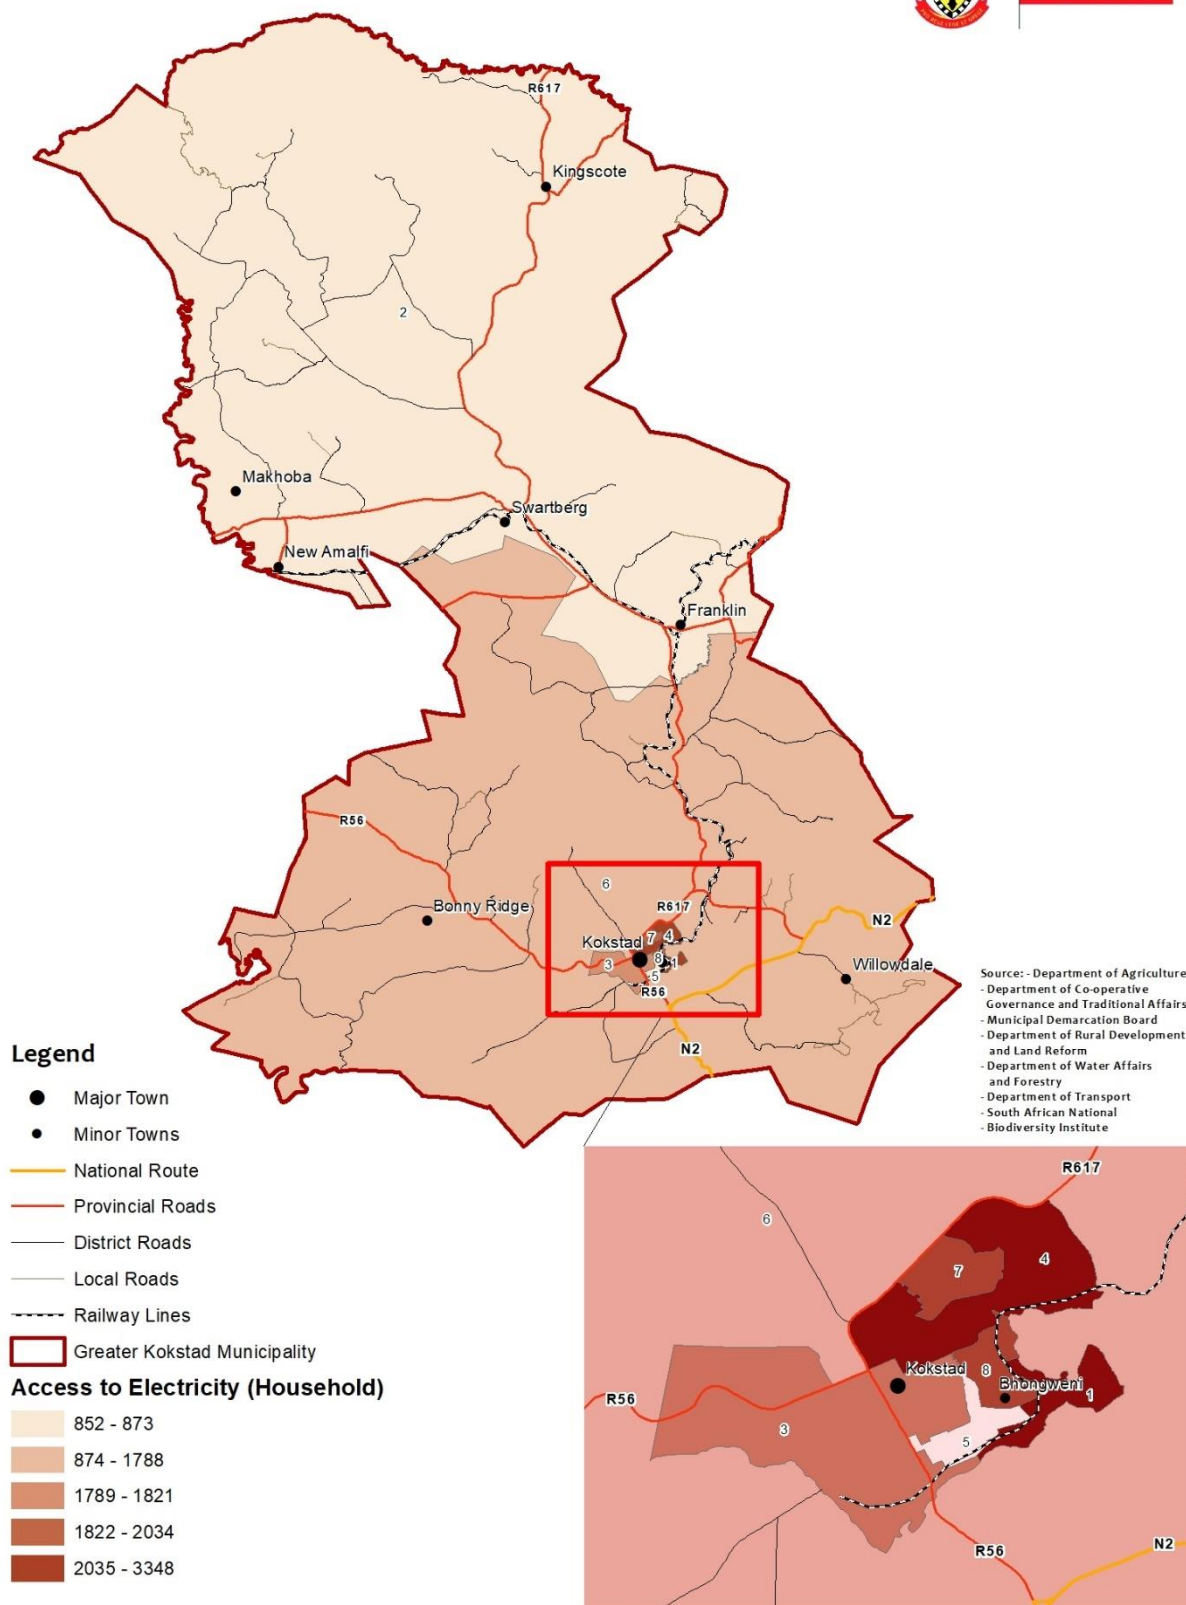 R617
Kingscote
2
Makhoba
Swartberg
New Amalfi
Franklin
R56
6
Bonny Ridge
R617
N2
7
4
Kokstad
8
3
1
5
Willowdale
R56
N2
Source: - Department of Agriculture
- Department of Co-operative
Governance and Traditional Affairs
- Municipal Demarcation Board
- Department of Rural Development
and Land Reform
- Department of Water Affairs
and Forestry
- Department of Transport
- South African National
- Biodiversity Institute
Legend
Major Town
Minor Towns
National Route
Provincial Roads
District Roads
Local Roads
Railway Lines
Greater Kokstad Municipality
Access to Electricity (Household)
852 - 873
874 - 1788
1789 - 1821
1822 - 2034
2035 - 3348
R617
6
4
7
Kokstad
8
Bhongweni
1
R56
3
5
R56
N2